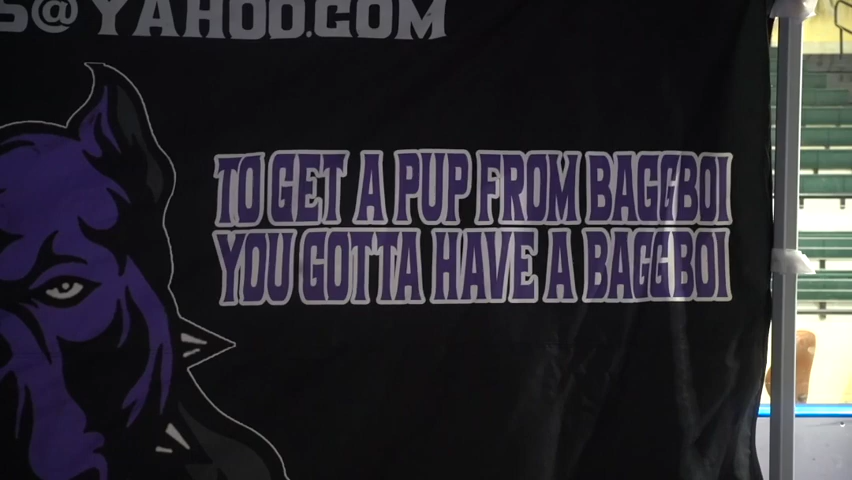 S@YAHOO.COM
TO GET A PUP FROM BAGGBOI
YOU GOTTA HAVE A BAGGBOI